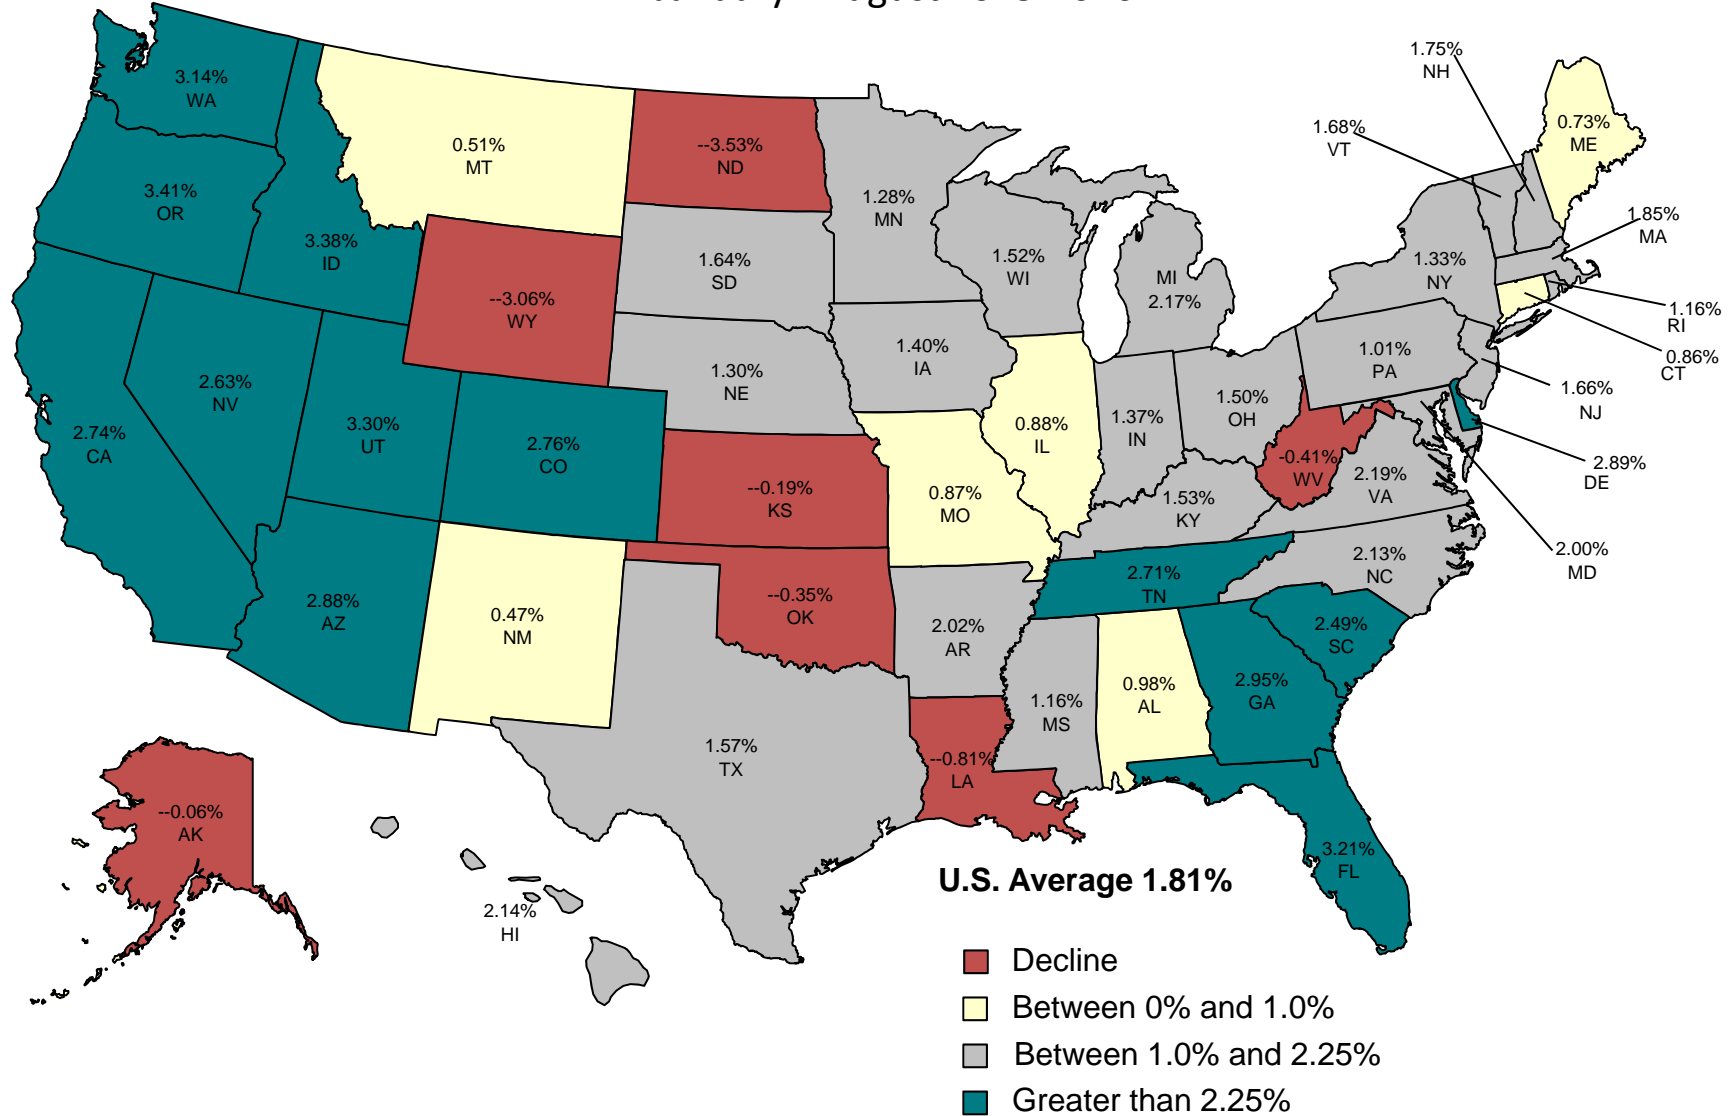 3.14%
WA
3.41%
OR
3.38%
ID
0.51%
MT
--3.53%
ND
1.28%
MN
--3.06%
WY
1.64%
SD
1.52%
WI
MI
2.17%
1.75%
NH
1.68%
VT
0.73%
ME
1.85%
MA
1.33%
NY
1.16%
RI
0.86%
CT
1.01%
PA
1.66%
NJ
2.89%
DE
2.00%
MD
2.74%
CA
2.63%
NV
3.30%
UT
2.76%
CO
1.30%
NE
1.40%
IA
0.88%
IL
1.37%
IN
1.50%
OH
-0.41%
WV
2.19%
VA
1.53%
KY
--0.19%
KS
0.87%
MO
2.13%
NC
2.71%
TN
2.88%
AZ
0.47%
NM
--0.35%
OK
2.02%
AR
2.49%
SC
1.16%
MS
0.98%
AL
2.95%
GA
1.57%
TX
--0.81%
LA
3.21%
FL
--0.06%
AK
2.14%
HI
U.S. Average 1.81%
Decline
Between 0% and 1.0%
Between 1.0% and 2.25%
Greater than 2.25%